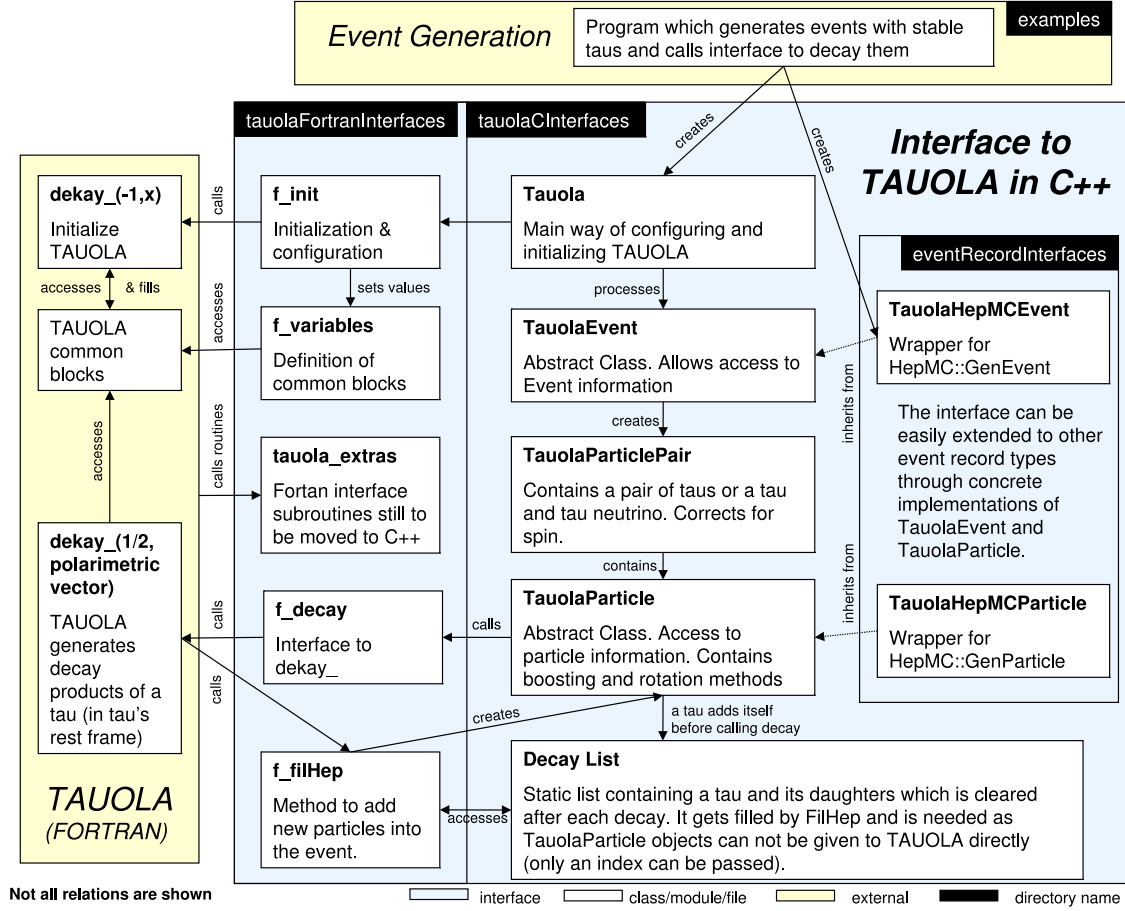 Event Generation
Program which generates events with stable
taus and calls interface to decay them
examples
tauolaFortranInterfaces
tauolaCInterfaces
Interface to
TAUOLA in C++
creates
creates
dekay_(-1,x)
Initialize
TAUOLA
calls
f_init
Initialization &
configuration
Tauola
Main way of configuring and
initializing TAUOLA
eventRecordInterfaces
accesses & fills
accesses
sets values
processes
TAUOLA
common
blocks
f_variables
Definition of
common blocks
TauolaEvent
Abstract Class. Allows access to
Event information
TauolaHepMCEvent
Wrapper for
HepMC::GenEvent
inherits from
creates
accesses
calls routines
tauola_extras
Fortan interface
subroutines still to
be moved to C++
TauolaParticlePair
Contains a pair of taus or a tau
and tau neutrino. Corrects for
spin.
The interface can be
easily extended to other
event record types
through concrete
implementations of
TauolaEvent and
TauolaParticle.
contains
inherits from
dekay_(1/2,
polarimetric
vector)
TAUOLA
generates
decay
products of a
tau (in tau's
rest frame)
calls
calls
f_decay
Interface to
dekay_
calls
TauolaParticle
Abstract Class. Access to
particle information. Contains
boosting and rotation methods
TauolaHepMCParticle
Wrapper for
HepMC::GenParticle
creates
a tau adds itself
before calling decay
f_filHep
Method to add
new particles into
the event.
accesses
Decay List
Static list containing a tau and its daughters which is cleared
after each decay. It gets filled by FilHep and is needed as
TauolaParticle objects can not be given to TAUOLA directly
(only an index can be passed).
TAUOLA
(FORTRAN)
Not all relations are shown
interface
class/module/file
external
directory name